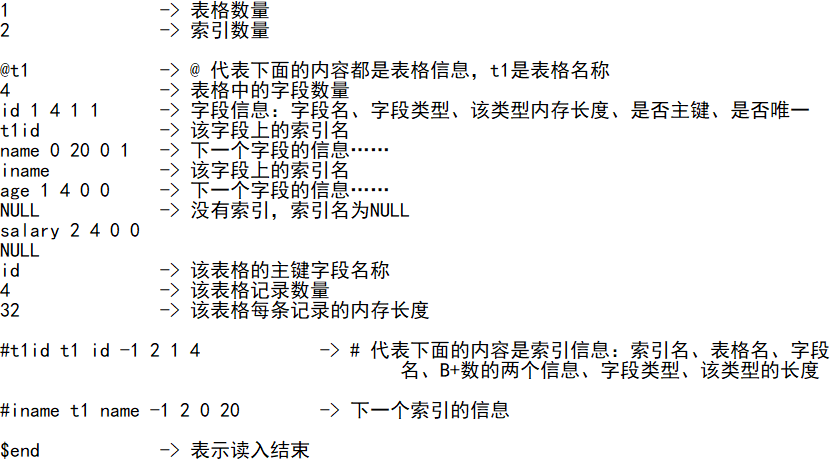 1 -> 表格数量
2 -> 索引数量
@t1 -> @ 代表下面的内容都是表格信息，t1是表格名称
4 -> 表格中的字段数量
id 1 4 1 1 -> 字段信息：字段名、字段类型、该类型内存长度、是否主键、是否唯一
t1id -> 该字段上的索引名
name 0 20 0 1 -> 下一个字段的信息……
iname -> 该字段上的索引名
age 1 4 0 0 -> 下一个字段的信息……
NULL -> 没有索引，索引名为NULL
salary 2 4 0 0
NULL
id -> 该表格的主键字段名称
4 -> 该表格记录数量
32 -> 该表格每条记录的内存长度
#t1id t1 id -1 2 1 4 -> # 代表下面的内容是索引信息：索引名、表格名、字段
名、B+数的两个信息、字段类型、该类型的长度
#iname t1 name -1 2 0 20 -> 下一个索引的信息
$end -> 表示读入结束